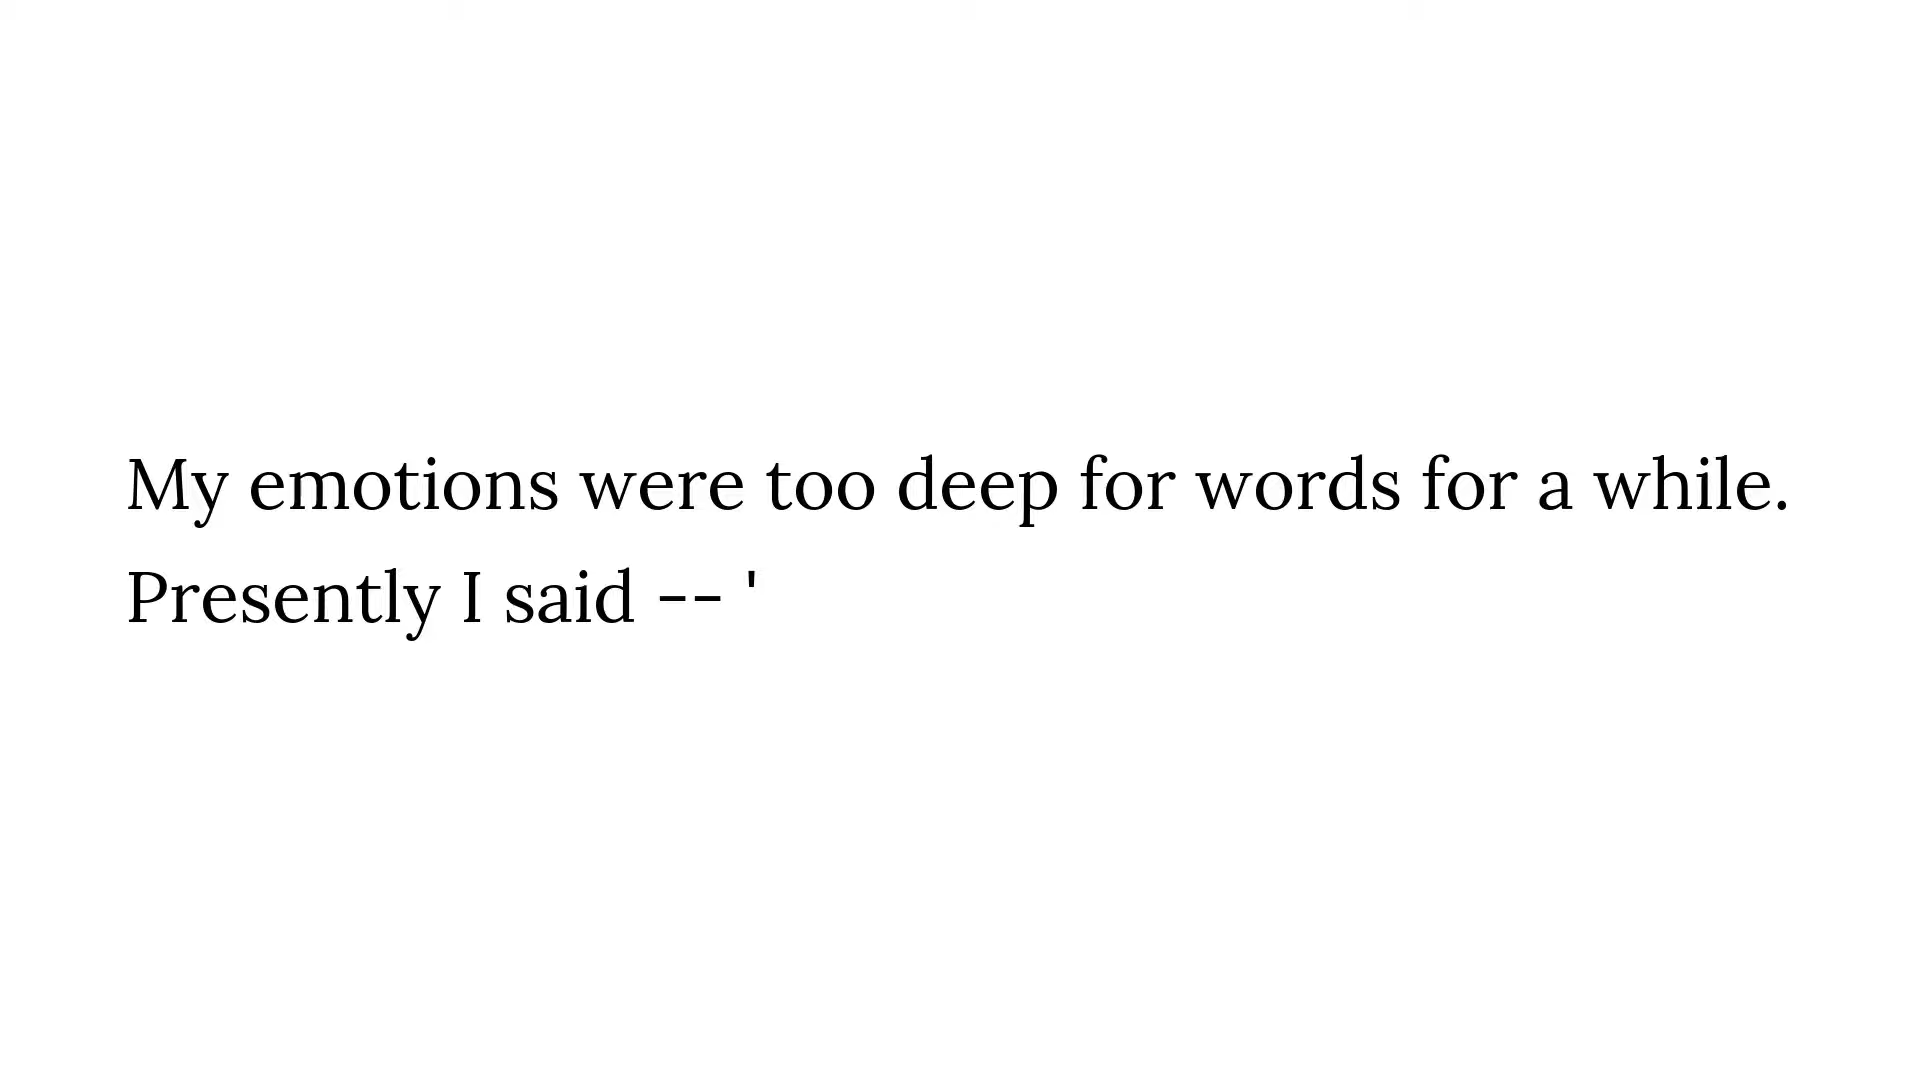 My emotions were too deep for words for a while.
Presently I said -- '